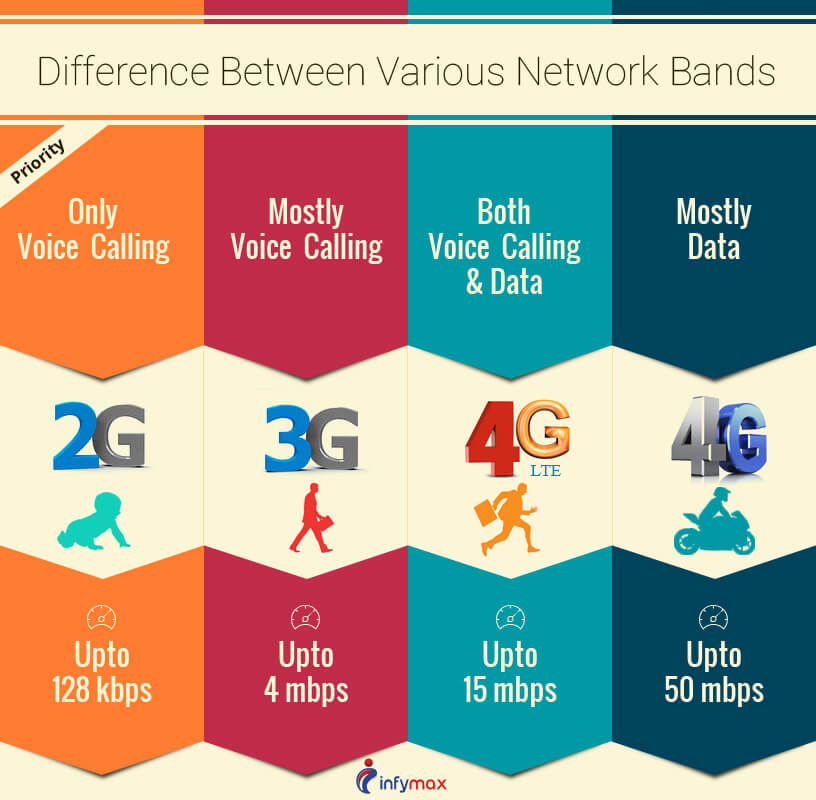 Difference Between Various Network Bands
Priority
Only
Voice Calling
Mostly
Voice Calling
Both
Voice Calling
& Data
Mostly
Data
2G
3G
4G
LTE
4G
Upto
128 kbps
Upto
4 mbps
Upto
15 mbps
Upto
50 mbps
infymax